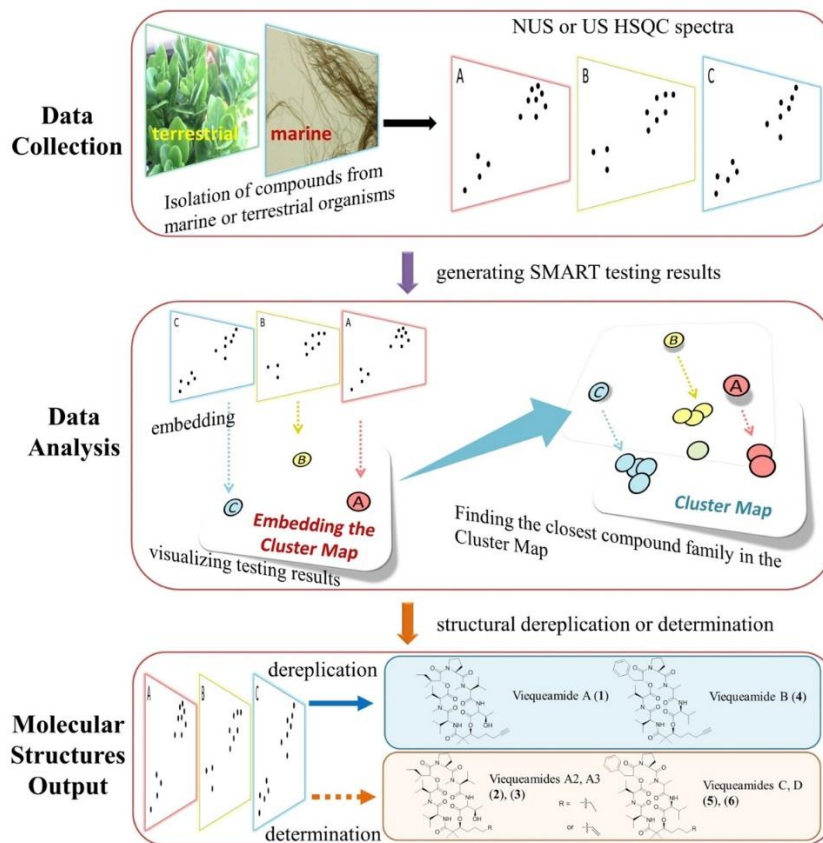 NUS or US HSQC spectra
A
B
C
Data
Collection
terrestrial
marine
Isolation of compounds from
marine or terrestrial organisms
generating SMART testing results
C
B
A
embedding
B
C
A
Embedding the
Cluster Map
visualizing testing results
B
C
A
Cluster Map
Finding the closest compound family in the
Cluster Map
Data
Analysis
structural dereplication or determination
A
B
C
dereplication
determination
Molecular
Structures
Output
Viequeamide A (1)
Viequeamide B (4)
Viequeamides A2, A3
(2), (3)
R =
or
Viequeamides C, D
(5), (6)